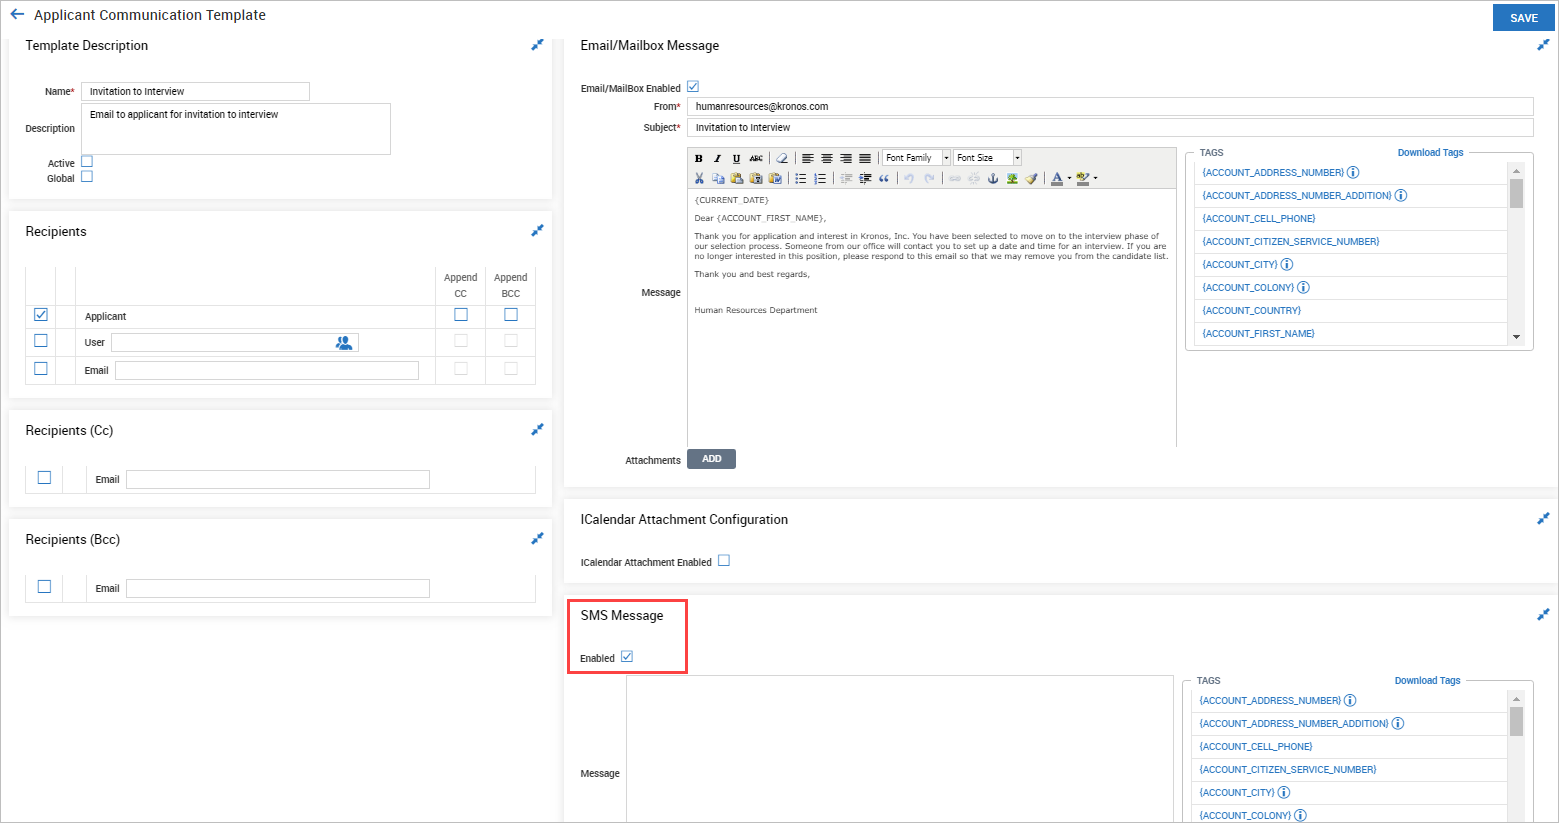 Applicant Communication Template
SAVE
Template Description
Name*
Invitation to Interview
Description
Email to applicant for invitation to interview
Active
Global
Recipients
Append CC
Append BCC
Applicant
User
Email
Recipients (Cc)
Email
Recipients (Bcc)
Email
Email/Mailbox Message
Email/MailBox Enabled
From*
humanresources@kronos.com
Subject*
Invitation to Interview
B I U ABC
Font Family
Font Size
Message
{CURRENT_DATE}
Dear {ACCOUNT_FIRST_NAME},
Thank you for application and interest in Kronos, Inc. You have been selected to move on to the interview phase of
our selection process. Someone from our office will contact you to set up a date and time for an interview. If you are
no longer interested in this position, please respond to this email so that we may remove you from the candidate list.
Thank you and best regards,
Human Resources Department
TAGS
Download Tags
{ACCOUNT_ADDRESS_NUMBER}
{ACCOUNT_ADDRESS_NUMBER_ADDITION}
{ACCOUNT_CELL_PHONE}
{ACCOUNT_CITIZEN_SERVICE_NUMBER}
{ACCOUNT_CITY}
{ACCOUNT_COLONY}
{ACCOUNT_COUNTRY}
{ACCOUNT_FIRST_NAME}
Attachments
ADD
ICalendar Attachment Configuration
ICalendar Attachment Enabled
SMS Message
Enabled
Message
TAGS
Download Tags
{ACCOUNT_ADDRESS_NUMBER}
{ACCOUNT_ADDRESS_NUMBER_ADDITION}
{ACCOUNT_CELL_PHONE}
{ACCOUNT_CITIZEN_SERVICE_NUMBER}
{ACCOUNT_CITY}
{ACCOUNT_COLONY}